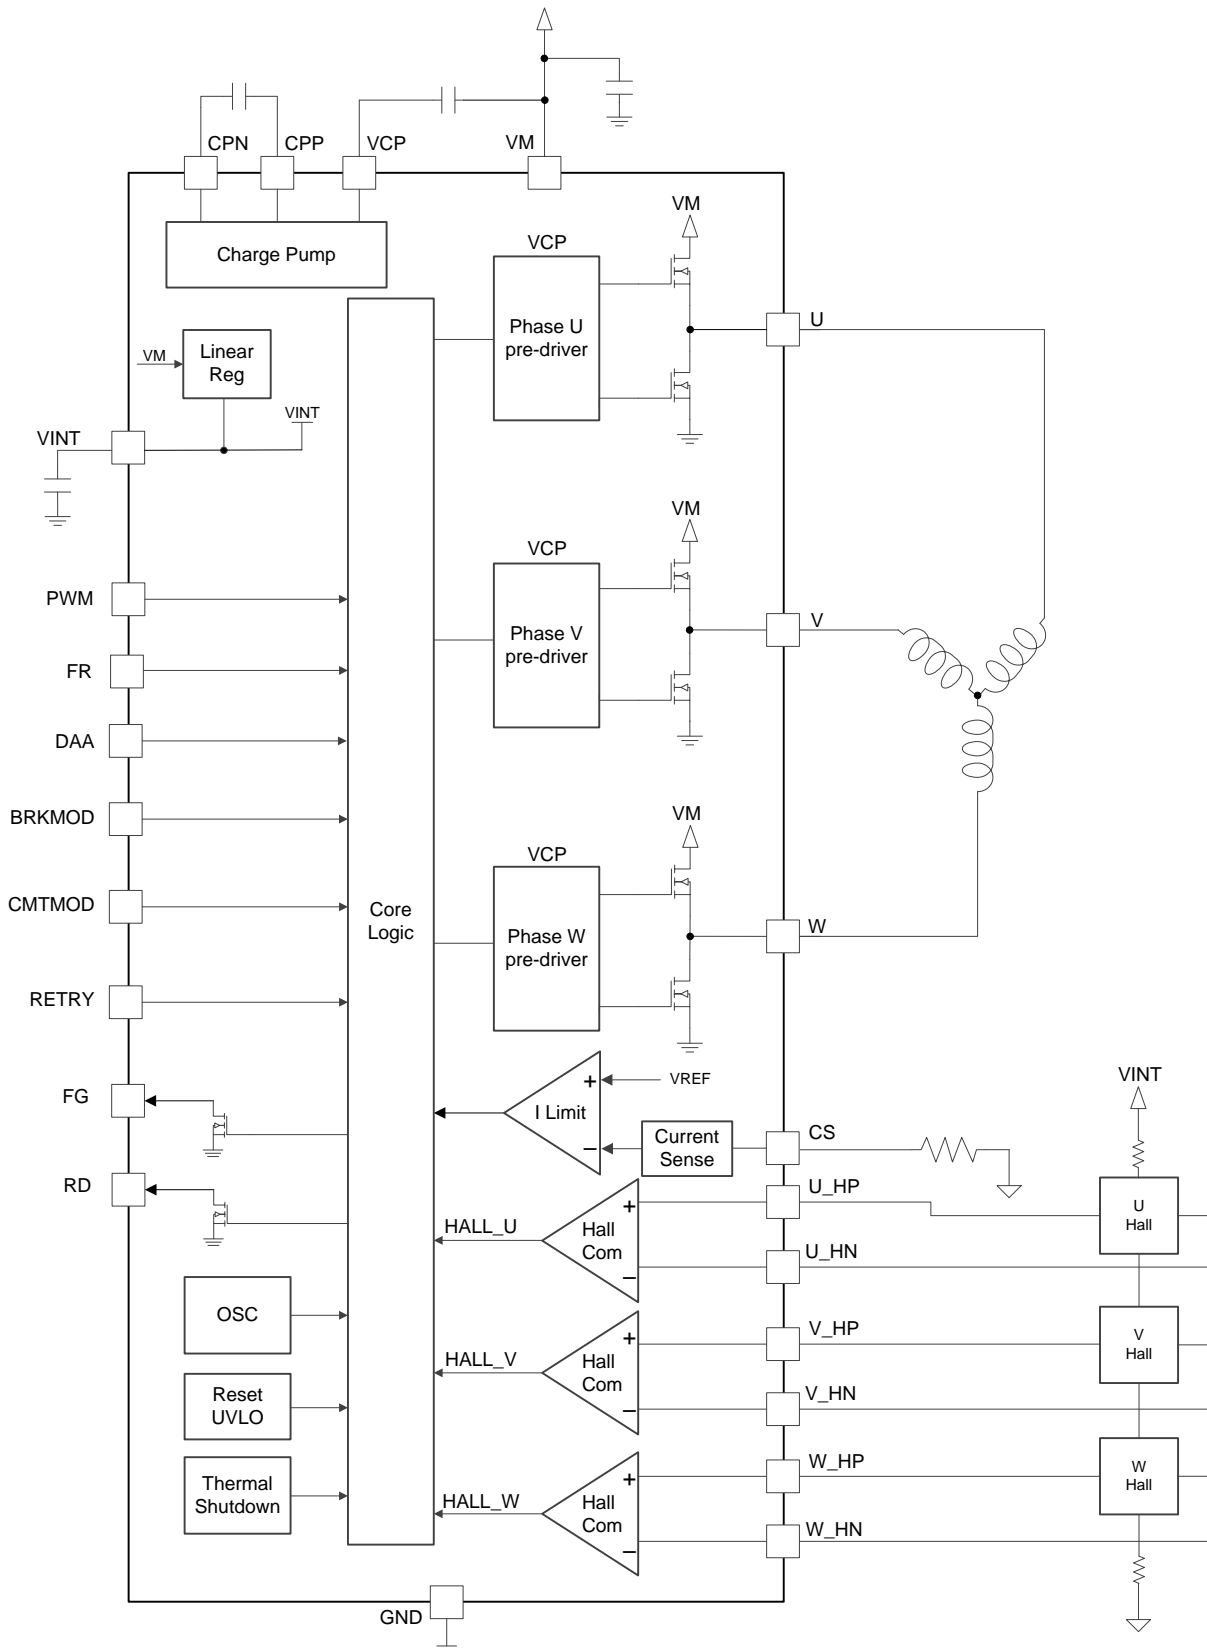 CPN
CPP
VCP
VM
Charge Pump
VM
VCP
Phase U
pre-driver
U
VM
Linear
Reg
VINT
VINT
VM
VCP
Phase V
pre-driver
V
PWM
FR
DAA
BRKMOD
CMTMOD
RETRY
Core
Logic
VM
VCP
Phase W
pre-driver
W
FG
RD
+
I Limit
−
VREF
Current
Sense
CS
VINT
HALL_U
+
Hall
Com
−
U_HP
U_HN
U
Hall
HALL_V
+
Hall
Com
−
V_HP
V_HN
V
Hall
HALL_W
+
Hall
Com
−
W_HP
W_HN
W
Hall
OSC
Reset
UVLO
Thermal
Shutdown
GND